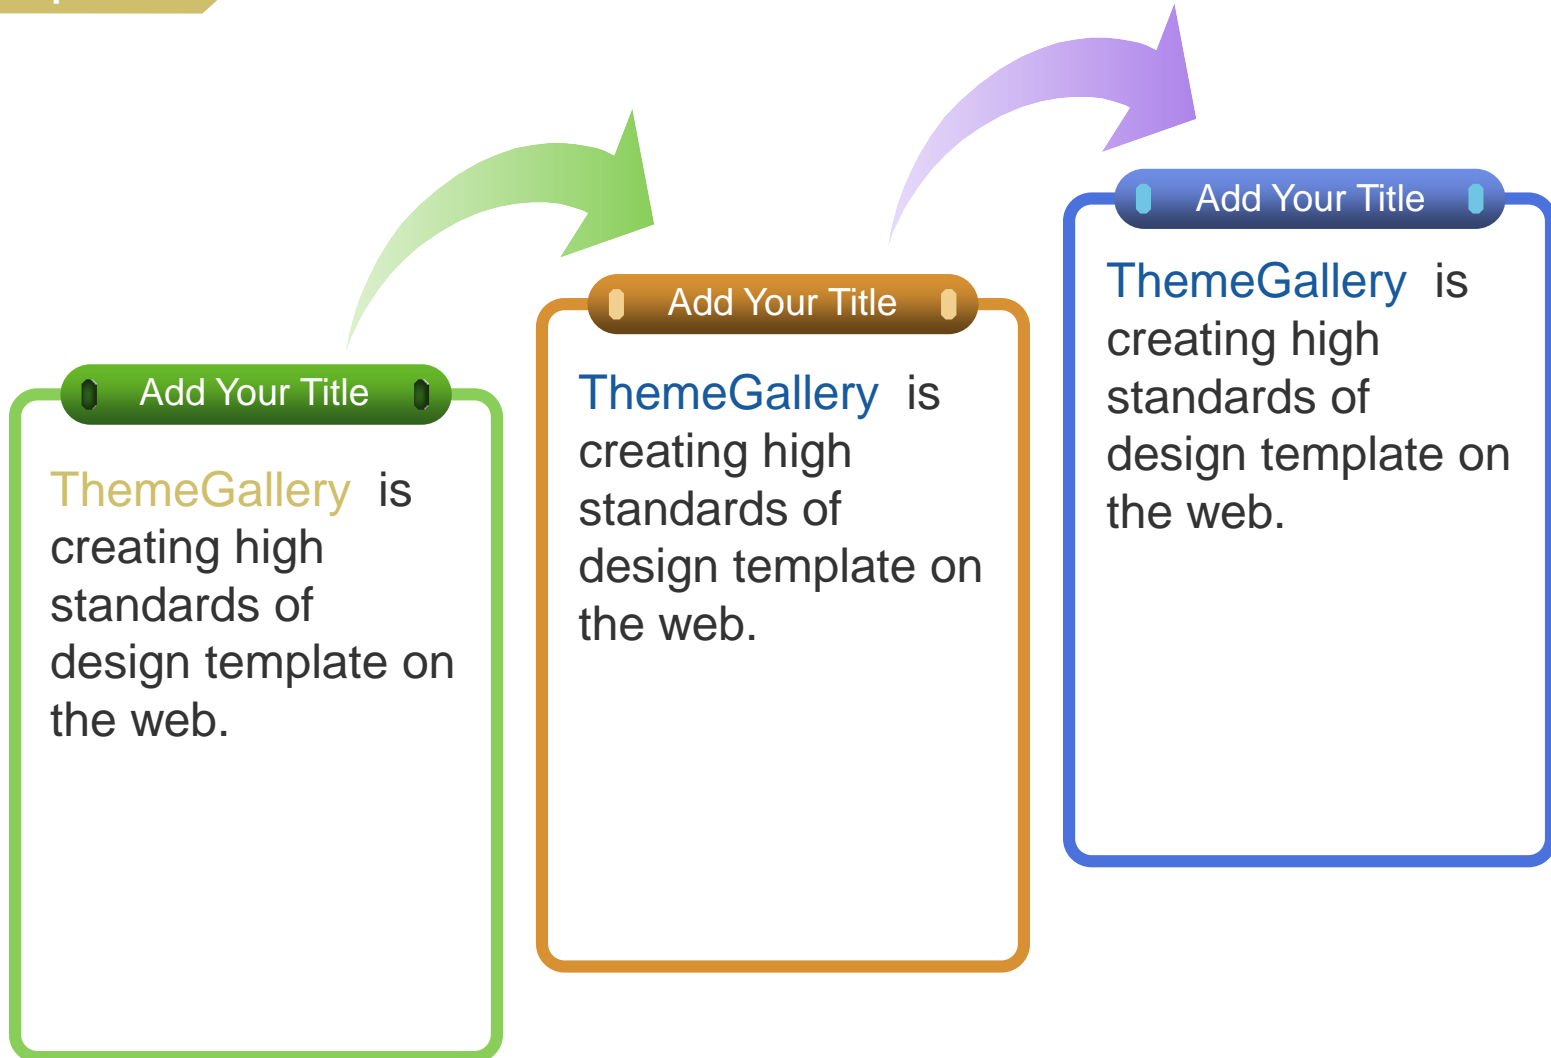 Add Your Title
ThemeGallery is
creating high
standards of
design template on
the web.
Add Your Title
ThemeGallery is
creating high
standards of
design template on
the web.
Add Your Title
ThemeGallery is
creating high
standards of
design template on
the web.